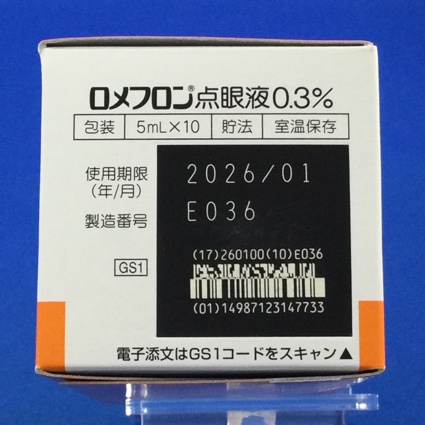 ロメフロン®点眼液0.3%
包装 5mL×10 貯法 室温保存
使用期限 2026/01
(年/月)
製造番号 E036
(17)260100(10)E036
GS1
(01)14987123147733
電子添文はGS1コードをスキャン▲